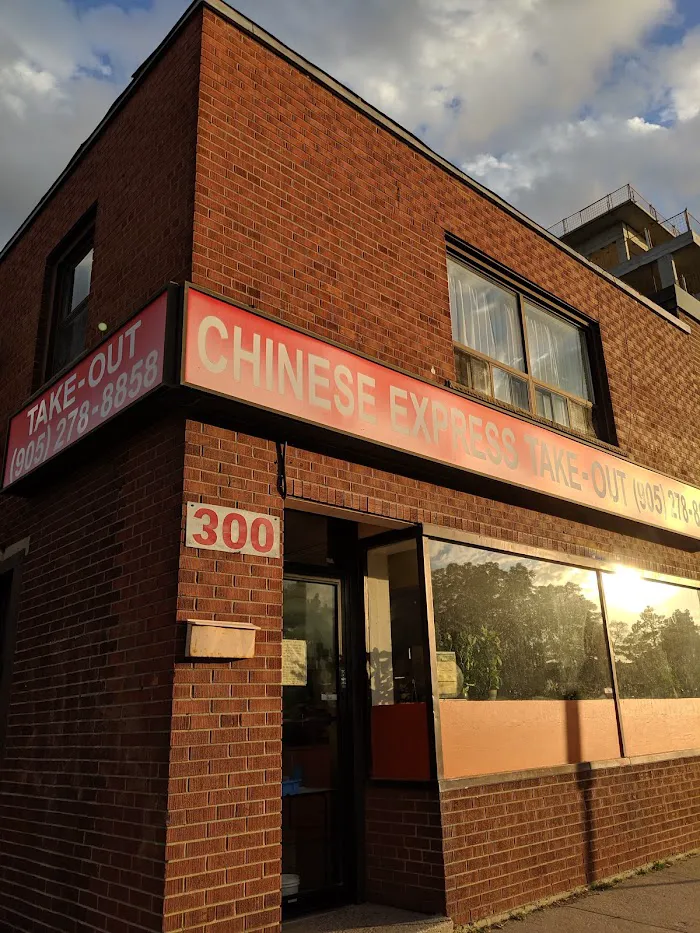 TAKE-OUT
(905) 278-8858
CHINESE EXPRESS TAKE-OUT (905) 278-8
300